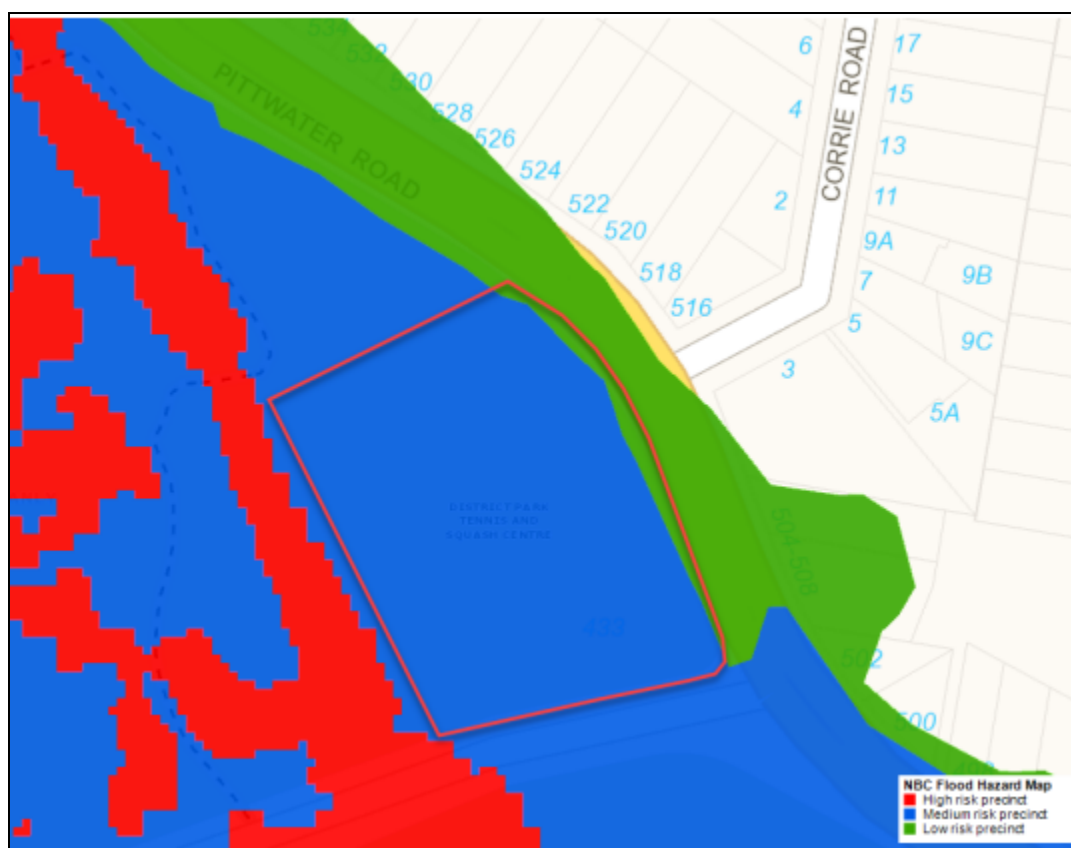 534
532
530
528
526
524
522
520
518
516
PITTWATER ROAD
CORRIE ROAD
6
4
2
17
15
13
11
9A
9B
7
5
9C
3
5A
DISTRICT PARK
TENNIS AND
SQUASH CENTRE
433
504-508
502
500
NBC Flood Hazard Map
High risk precinct
Medium risk precinct
Low risk precinct